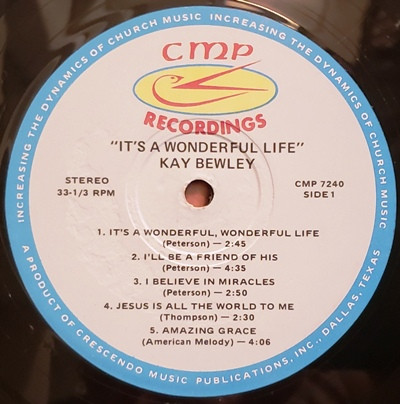 INCREASING THE DYNAMICS OF CHURCH MUSIC INCREASING THE DYNAMICS OF CHURCH MUSIC
CMP
RECORDINGS
"IT'S A WONDERFUL LIFE"
KAY BEWLEY
STEREO
33-1/3 RPM
CMP 7240
SIDE 1
1. IT'S A WONDERFUL, WONDERFUL LIFE
(Peterson) — 2:45
2. I'LL BE A FRIEND OF HIS
(Peterson) — 4:35
3. I BELIEVE IN MIRACLES
(Peterson) — 2:50
4. JESUS IS ALL THE WORLD TO ME
(Thompson) — 2:30
5. AMAZING GRACE
(American Melody) — 4:06
A PRODUCT OF CRESCENDO MUSIC PUBLICATIONS, INC., DALLAS, TEXAS